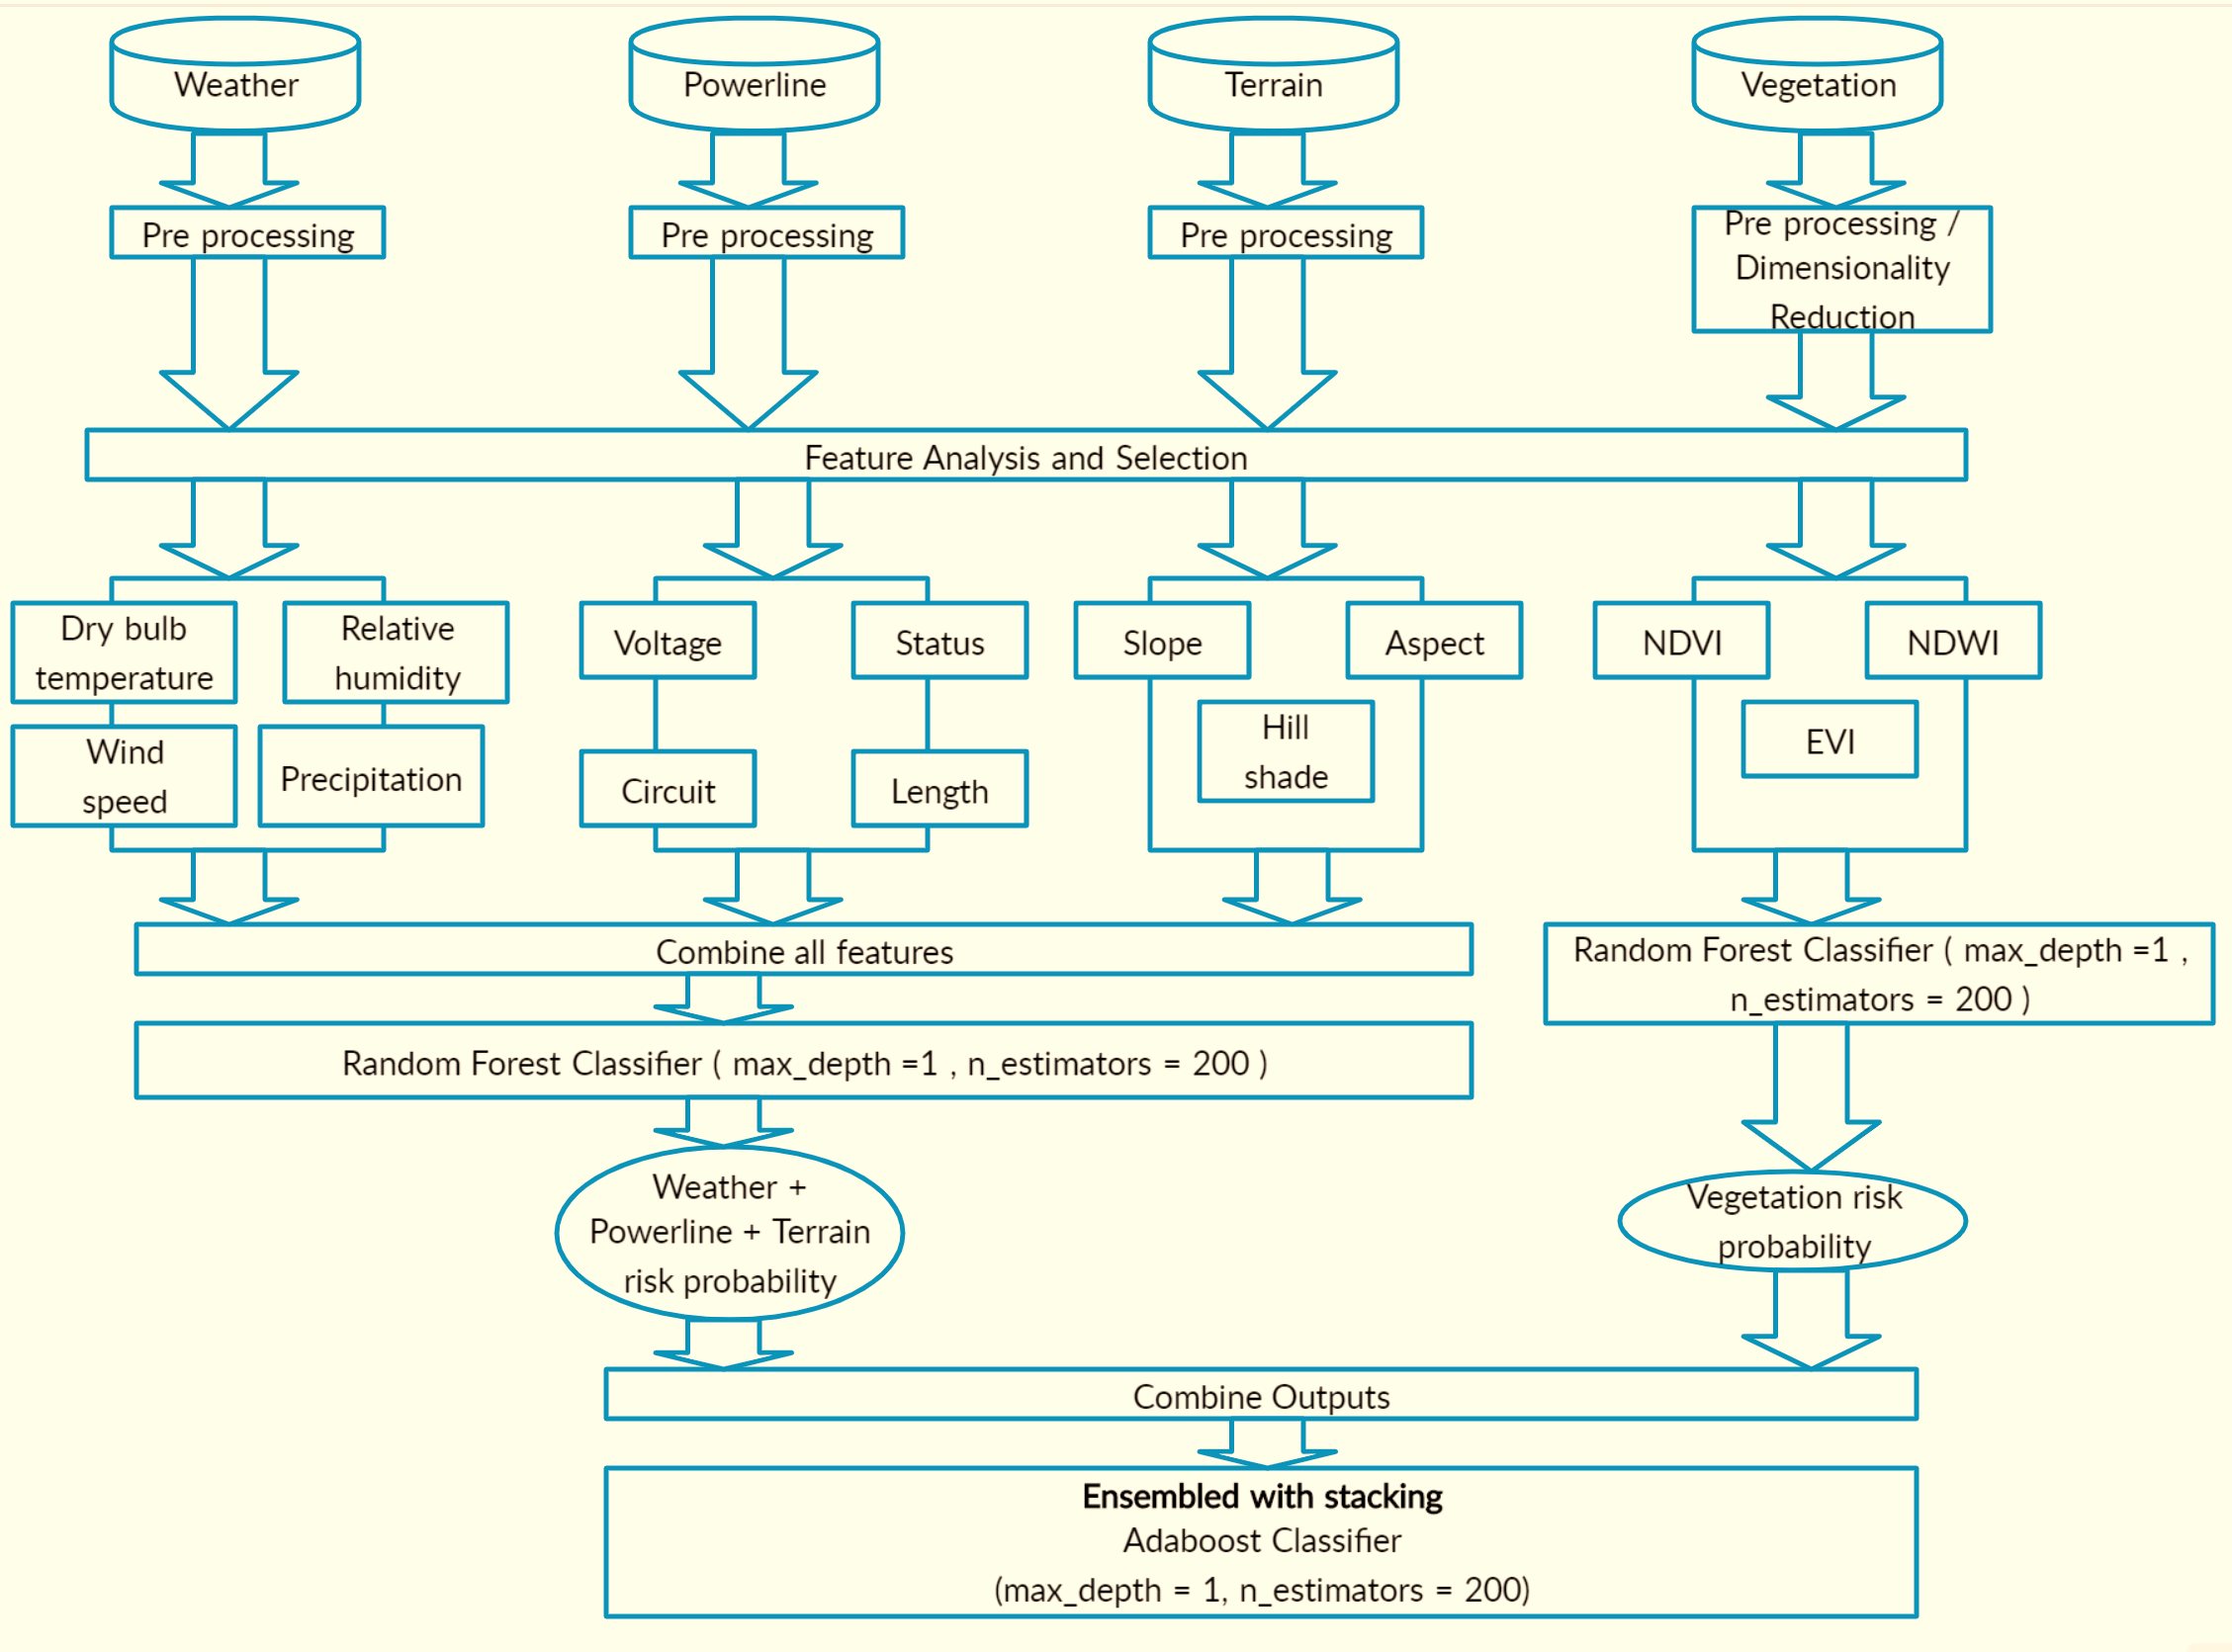 Weather
Powerline
Terrain
Vegetation
Pre processing
Pre processing
Pre processing
Pre processing /
Dimensionality
Reduction
Feature Analysis and Selection
Dry bulb
temperature
Relative
humidity
Wind
speed
Precipitation
Voltage
Status
Circuit
Length
Slope
Aspect
Hill
shade
NDVI
NDWI
EVI
Combine all features
Random Forest Classifier ( max_depth =1 , n_estimators = 200 )
Weather +
Powerline + Terrain
risk probability
Random Forest Classifier ( max_depth =1 ,
n_estimators = 200 )
Vegetation risk
probability
Combine Outputs
Ensembled with stacking
Adaboost Classifier
(max_depth = 1, n_estimators = 200)